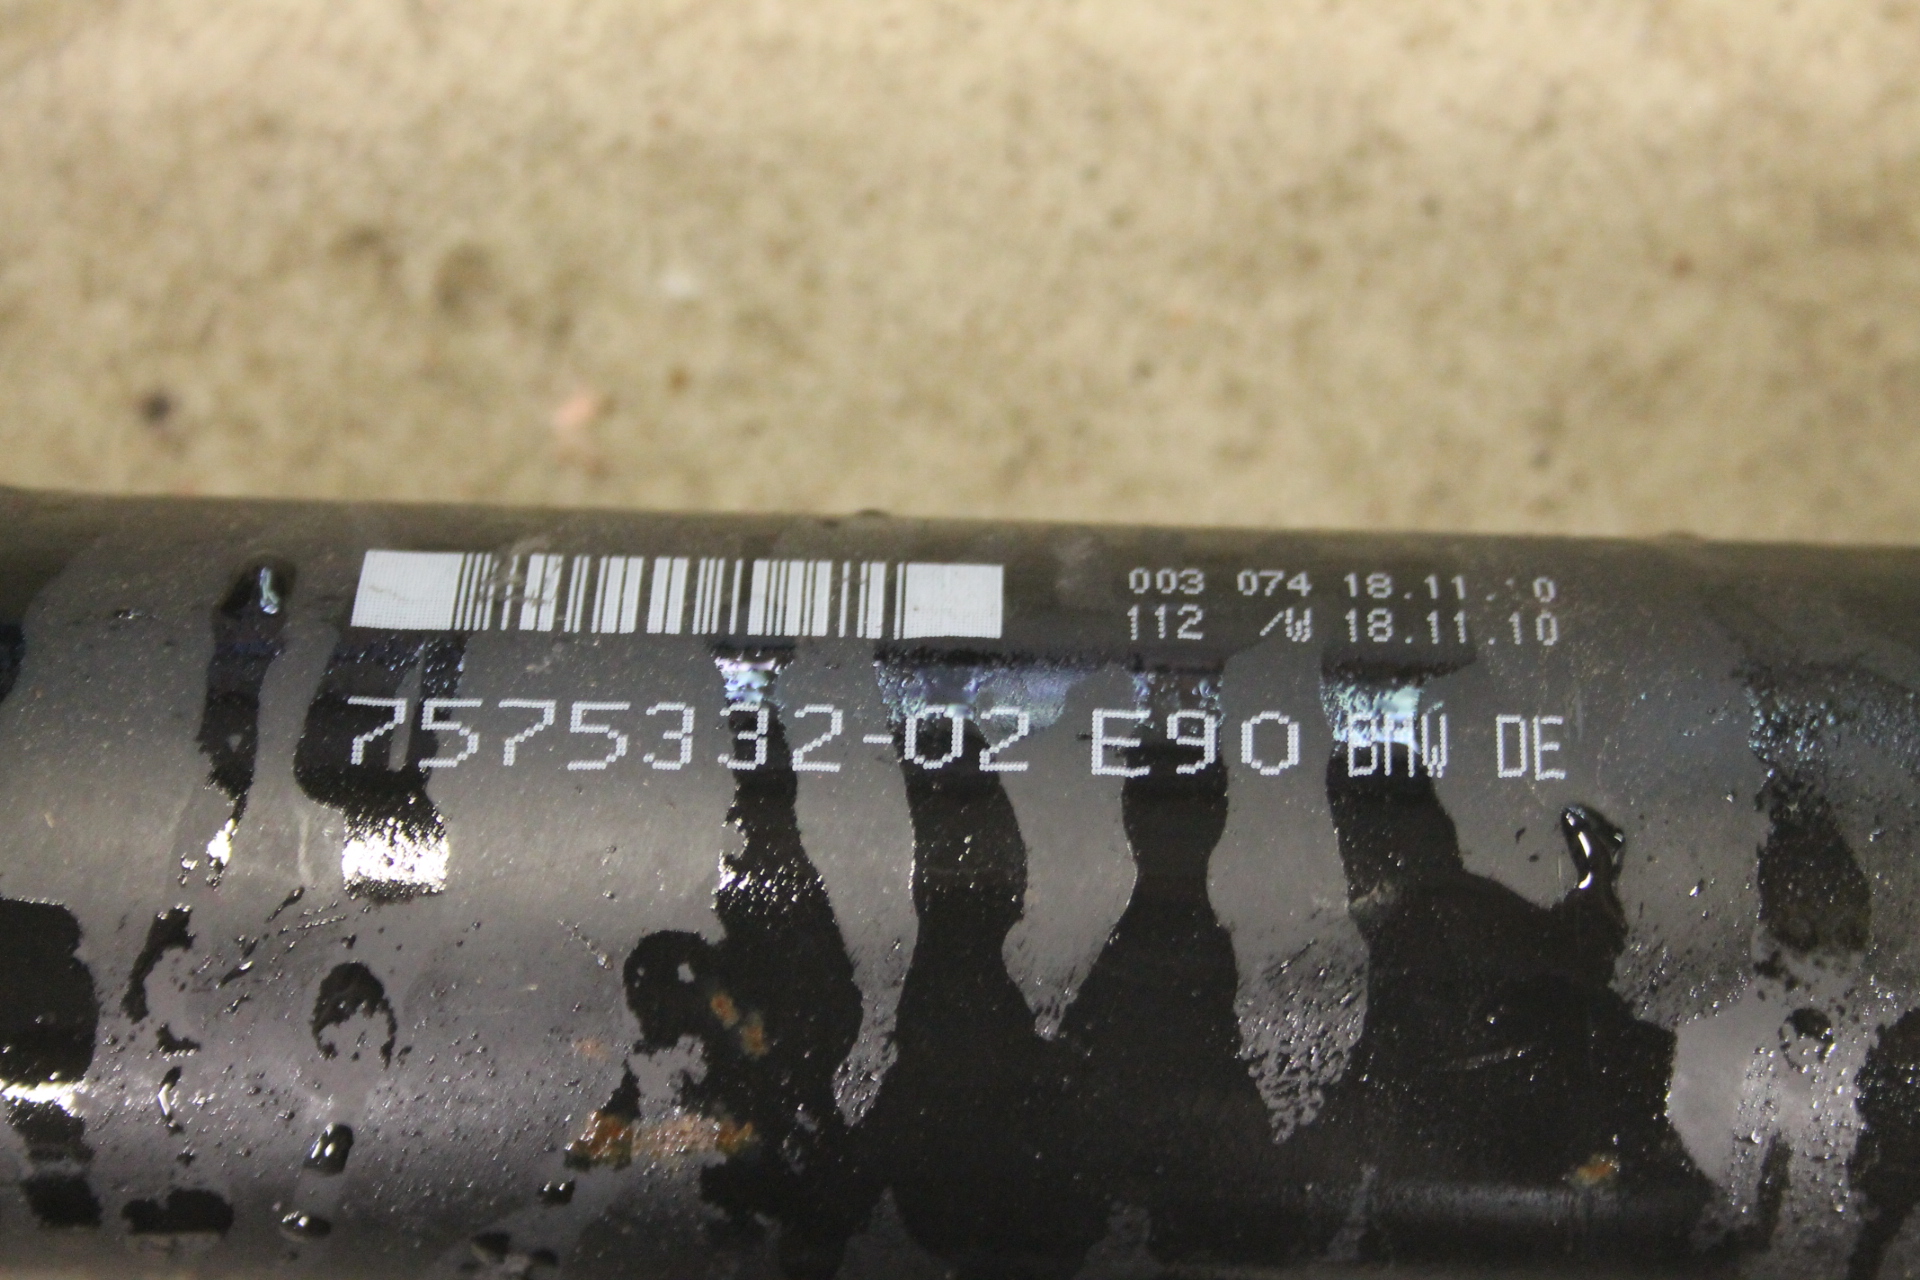 003 074 18.11.10
112 /W 18.11.10
7575332-02 E90 BMW DE